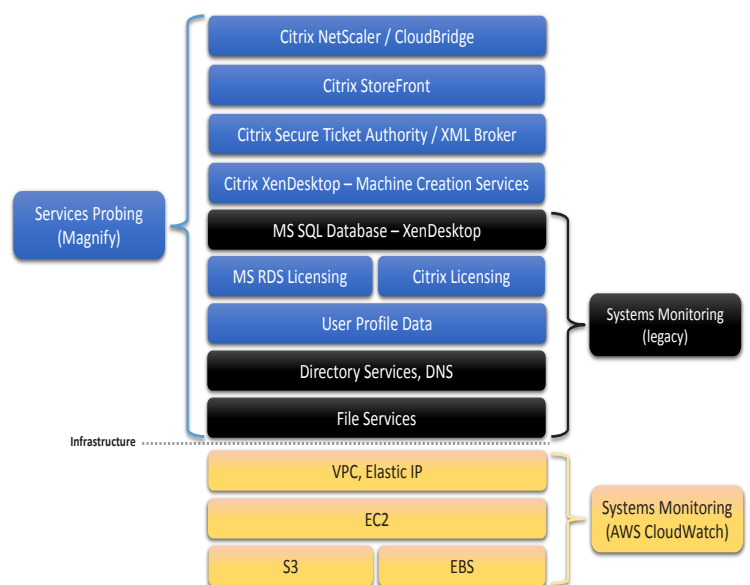 Citrix NetScaler / CloudBridge
Citrix StoreFront
Citrix Secure Ticket Authority / XML Broker
Citrix XenDesktop – Machine Creation Services
Services Probing
(Magnify)
MS SQL Database – XenDesktop
MS RDS Licensing
Citrix Licensing
User Profile Data
Systems Monitoring
(legacy)
Directory Services, DNS
File Services
Infrastructure
VPC, Elastic IP
EC2
Systems Monitoring
(AWS CloudWatch)
S3
EBS